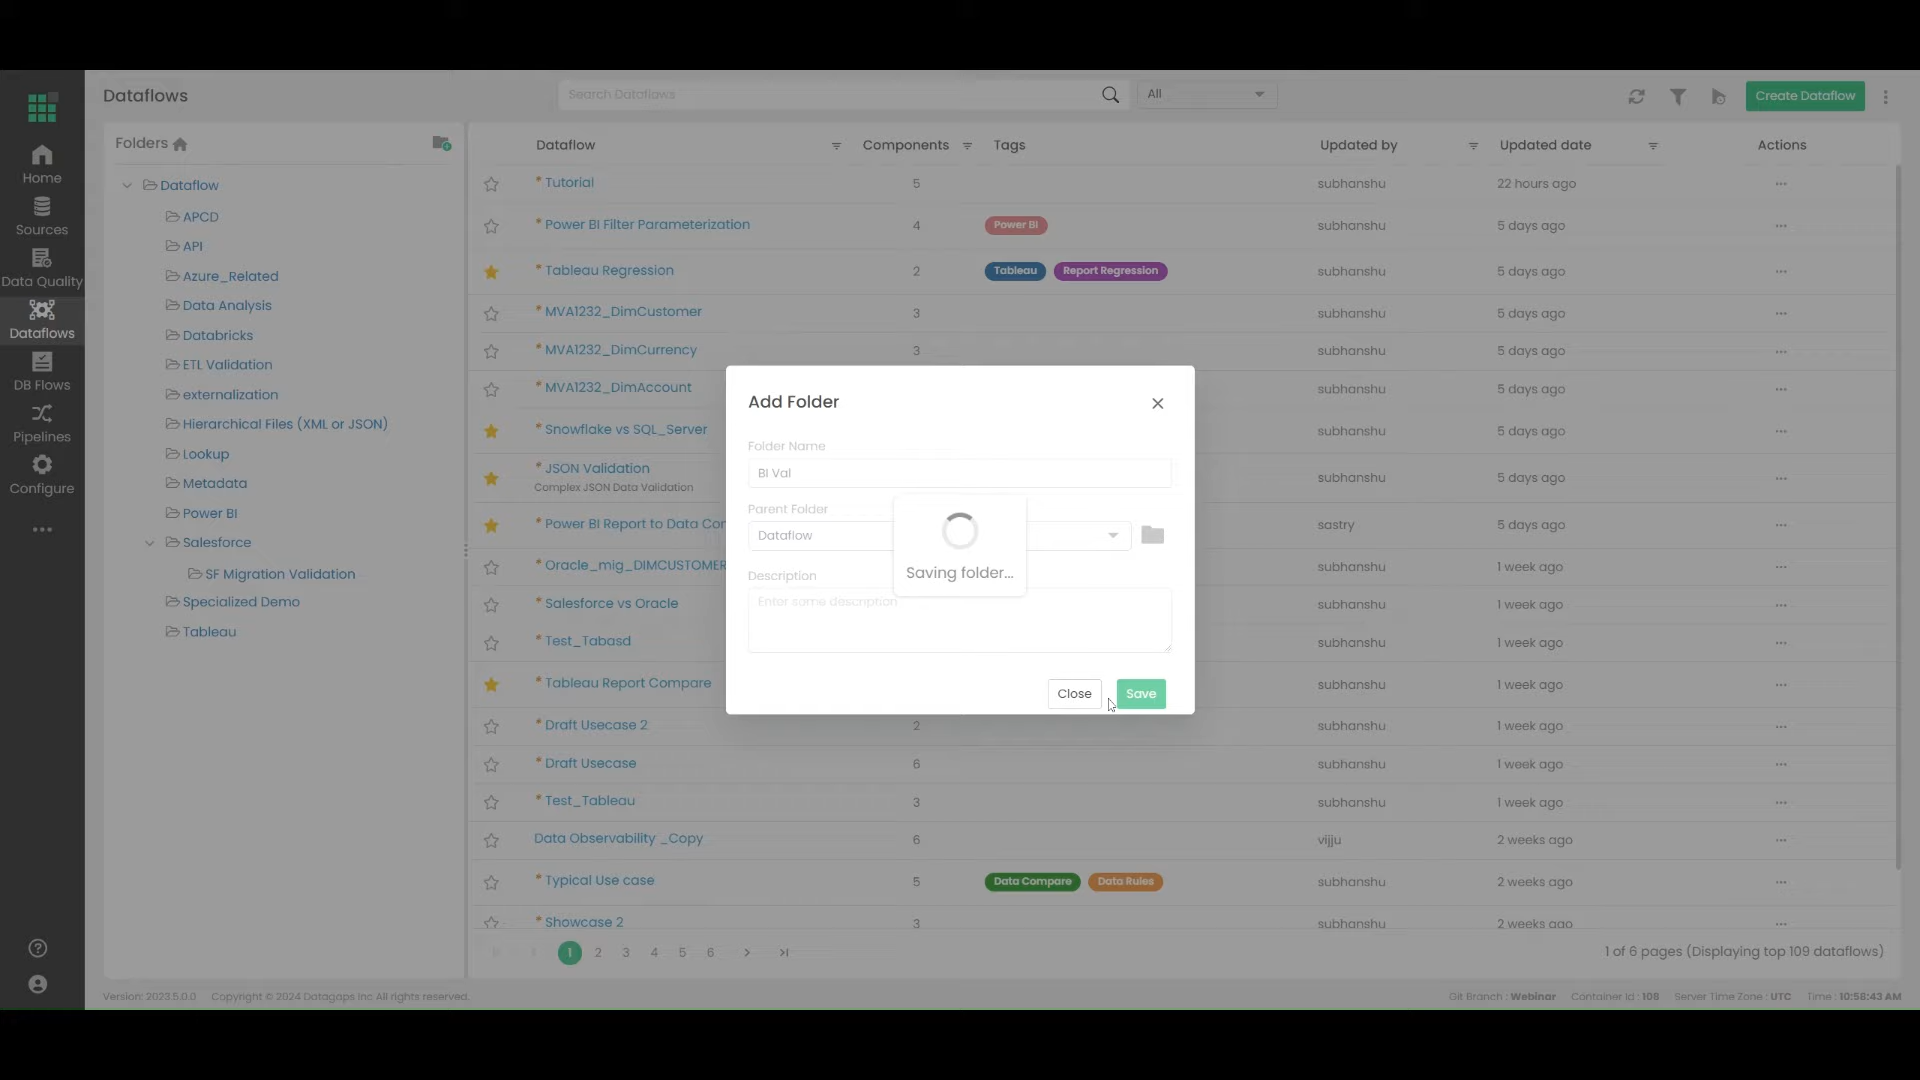 Dataflows
Search Dataflows
All
Create Dataflow
Home
Sources
Data Quality
Dataflows
DB Flows
Pipelines
Configure
Folders
Dataflow
APCD
API
Azure_Related
Data Analysis
Databricks
ETL Validation
externalization
Hierarchical Files (XML or JSON)
Lookup
Metadata
Power BI
Salesforce
SF Migration Validation
Specialized Demo
Tableau
Dataflow Components Tags Updated by Updated date Actions
* Tutorial 5 subhanshu 22 hours ago ...
* Power BI Filter Parameterization 4 Power BI subhanshu 5 days ago ...
* Tableau Regression 2 Tableau Report Regression subhanshu 5 days ago ...
* MVA1232_DimCustomer 3 subhanshu 5 days ago ...
* MVA1232_DimCurrency 3 subhanshu 5 days ago ...
* MVA1232_DimAccount subhanshu 5 days ago ...
* Snowflake vs SQL_Server subhanshu 5 days ago ...
* JSON Validation subhanshu 5 days ago ...
Complex JSON Data Validation
* Power BI Report to Data Con sastry 5 days ago ...
* Oracle_mig_DIMCUSTOMER subhanshu 1 week ago ...
* Salesforce vs Oracle subhanshu 1 week ago ...
* Test_Tabasd subhanshu 1 week ago ...
* Tableau Report Compare subhanshu 1 week ago ...
* Draft Usecase 2 2 subhanshu 1 week ago ...
* Draft Usecase 6 subhanshu 1 week ago ...
* Test_Tableau 3 subhanshu 1 week ago ...
Data Observability _Copy 6 vijju 2 weeks ago ...
* Typical Use case 5 Data Compare Data Rules subhanshu 2 weeks ago ...
* Showcase 2 3 subhanshu 2 weeks ago ...
1 2 3 4 5 6 1 of 6 pages (Displaying top 109 dataflows)
Add Folder
Folder Name
BI Val
Parent Folder
Dataflow
Saving folder...
Description
Enter some description
Close Save
Version: 2023.5.0.0 Copyright © 2024 Datagaps Inc All rights reserved.
Git Branch : Webinar Container Id : 108 Server Time Zone : UTC Time : 10:58:43 AM